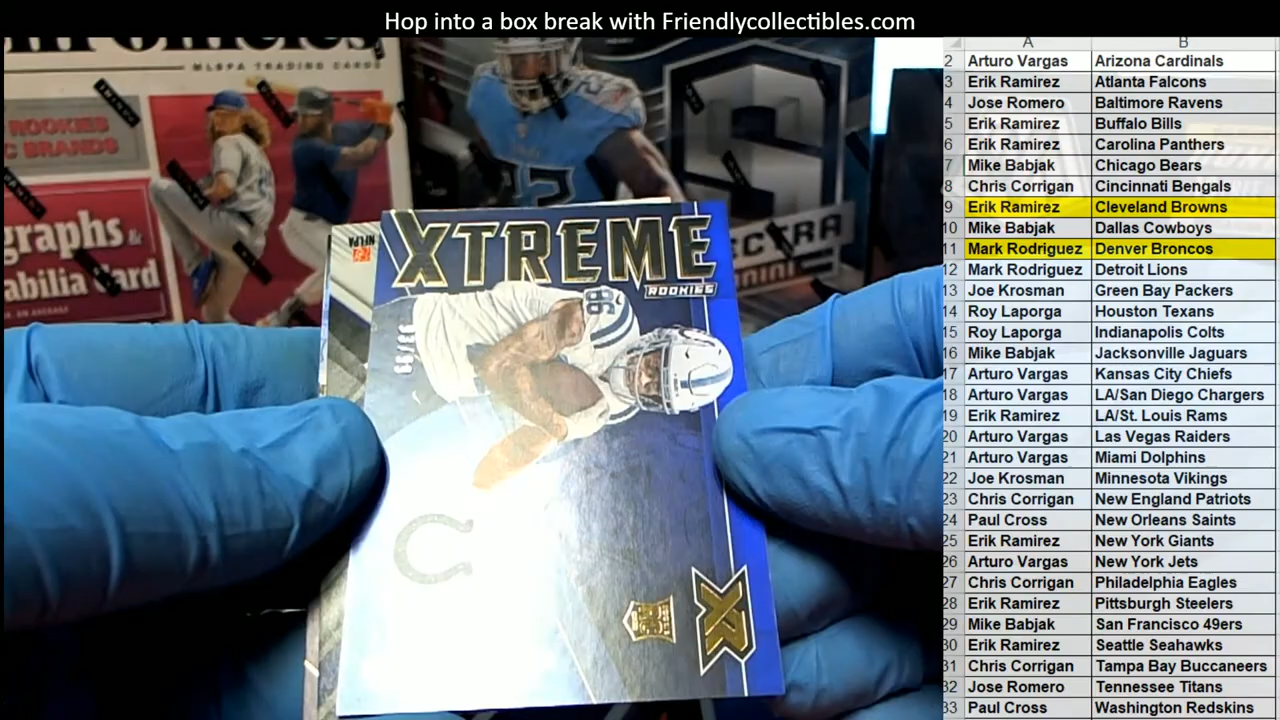 Hop into a box break with Friendlycollectibles.com
MLBPA TRADING CARDS
ROOKIES
C BRANDS
graphs &
abilia Card
ECTRA
PANINI
NFLPA
XTREME
ROOKIES
86
XR
A B
2 Arturo Vargas Arizona Cardinals
3 Erik Ramirez Atlanta Falcons
4 Jose Romero Baltimore Ravens
5 Erik Ramirez Buffalo Bills
6 Erik Ramirez Carolina Panthers
7 Mike Babjak Chicago Bears
8 Chris Corrigan Cincinnati Bengals
9 Erik Ramirez Cleveland Browns
10 Mike Babjak Dallas Cowboys
11 Mark Rodriguez Denver Broncos
12 Mark Rodriguez Detroit Lions
13 Joe Krosman Green Bay Packers
14 Roy Laporga Houston Texans
15 Roy Laporga Indianapolis Colts
16 Mike Babjak Jacksonville Jaguars
17 Arturo Vargas Kansas City Chiefs
18 Arturo Vargas LA/San Diego Chargers
19 Erik Ramirez LA/St. Louis Rams
20 Arturo Vargas Las Vegas Raiders
21 Arturo Vargas Miami Dolphins
22 Joe Krosman Minnesota Vikings
23 Chris Corrigan New England Patriots
24 Paul Cross New Orleans Saints
25 Erik Ramirez New York Giants
26 Arturo Vargas New York Jets
27 Chris Corrigan Philadelphia Eagles
28 Erik Ramirez Pittsburgh Steelers
29 Mike Babjak San Francisco 49ers
30 Erik Ramirez Seattle Seahawks
31 Chris Corrigan Tampa Bay Buccaneers
32 Jose Romero Tennessee Titans
33 Paul Cross Washington Redskins